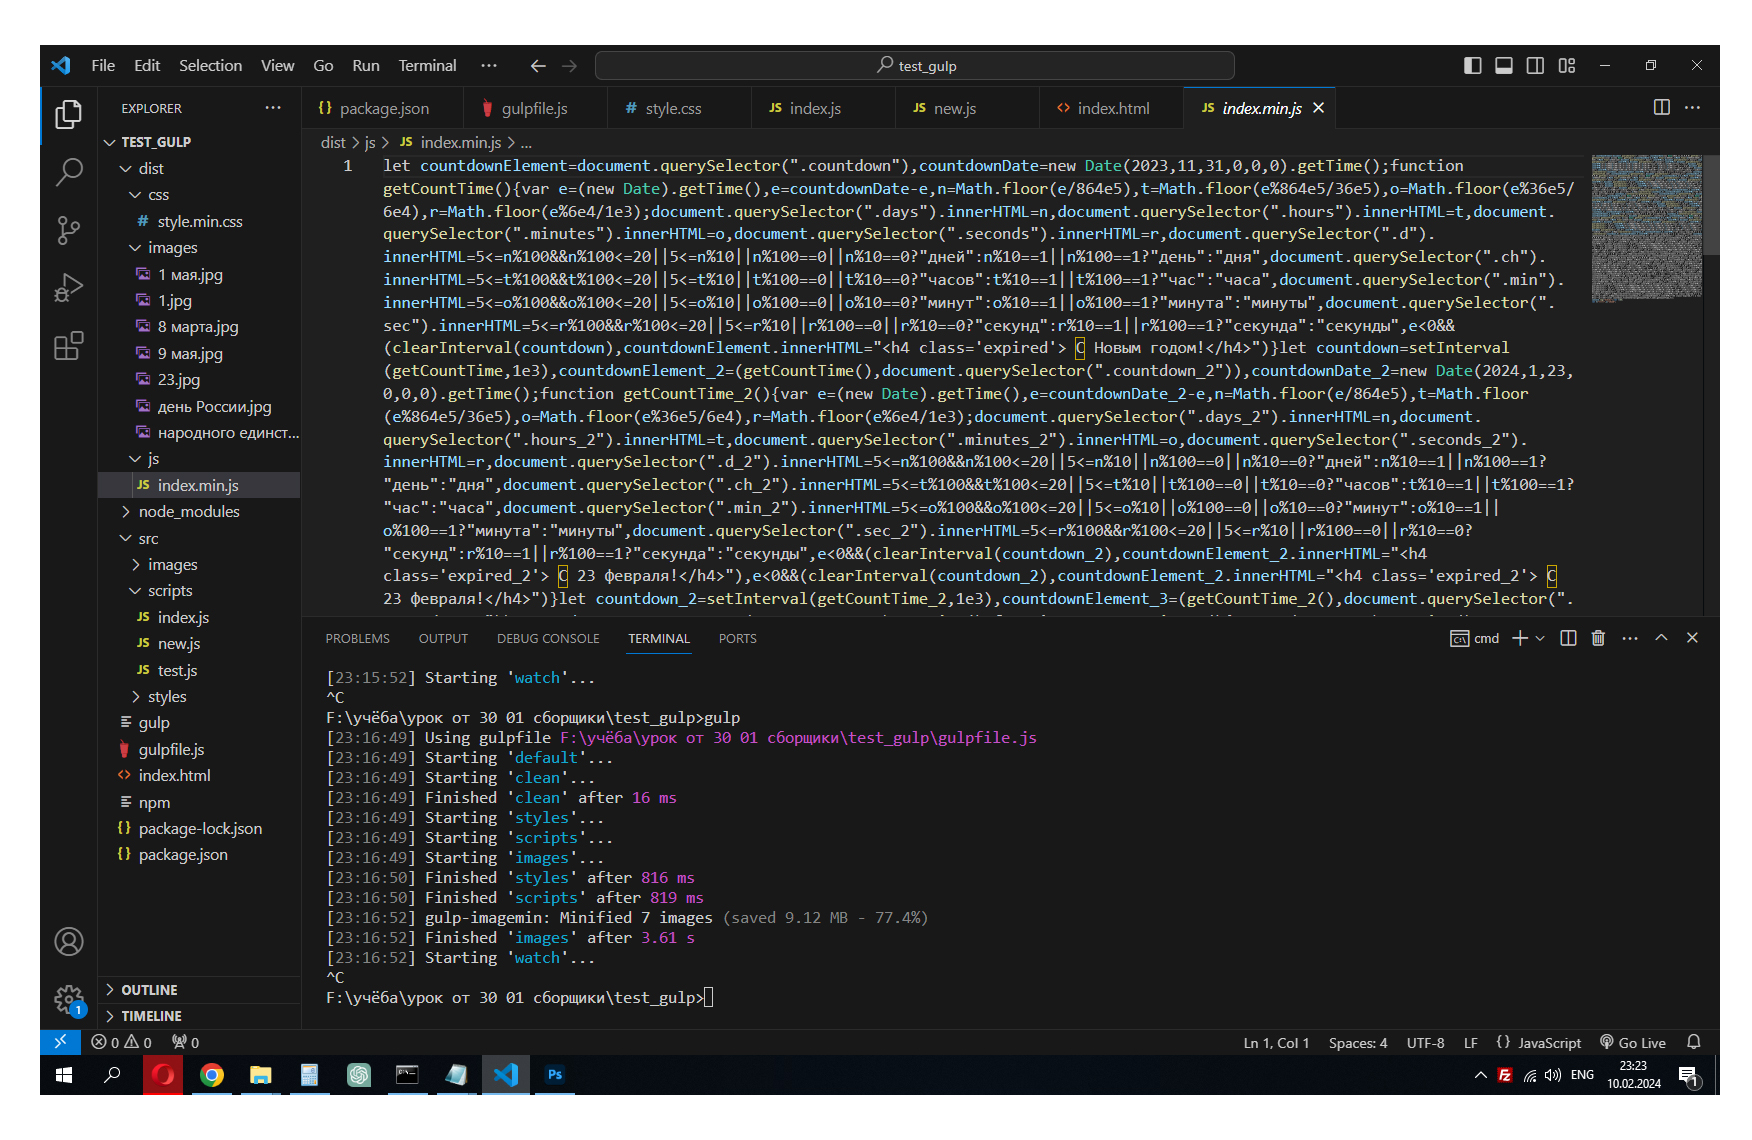 File Edit Selection View Go Run Terminal ··· test_gulp
EXPLORER ···
TEST_GULP
dist
css
# style.min.css
images
1 мая.jpg
1.jpg
8 марта.jpg
9 мая.jpg
23.jpg
день России.jpg
народного единст...
js
JS index.min.js
node_modules
src
images
scripts
JS index.js
JS new.js
JS test.js
styles
gulp
gulpfile.js
<> index.html
npm
{} package-lock.json
{} package.json
OUTLINE
TIMELINE
{} package.json gulpfile.js # style.css JS index.js JS new.js <> index.html JS index.min.js
dist > js > JS index.min.js > ...
1 let countdownElement=document.querySelector(".countdown"),countdownDate=new Date(2023,11,31,0,0,0).getTime();function
getCountTime(){var e=(new Date).getTime(),e=countdownDate-e,n=Math.floor(e/864e5),t=Math.floor(e%864e5/36e5),o=Math.floor(e%36e5/
6e4),r=Math.floor(e%6e4/1e3);document.querySelector(".days").innerHTML=n,document.querySelector(".hours").innerHTML=t,document.
querySelector(".minutes").innerHTML=o,document.querySelector(".seconds").innerHTML=r,document.querySelector(".d").
innerHTML=5<=n%100&&n%100<=20||5<=n%10||n%100==0||n%10==0?"дней":n%10==1||n%100==1?"день":"дня",document.querySelector(".ch").
innerHTML=5<=t%100&&t%100<=20||5<=t%10||t%100==0||t%10==0?"часов":t%10==1||t%100==1?"час":"часа",document.querySelector(".min").
innerHTML=5<=o%100&&o%100<=20||5<=o%10||o%100==0||o%10==0?"минут":o%10==1||o%100==1?"минута":"минуты",document.querySelector(".
sec").innerHTML=5<=r%100&&r%100<=20||5<=r%10||r%100==0||r%10==0?"секунд":r%10==1||r%100==1?"секунда":"секунды",e<0&&
(clearInterval(countdown),countdownElement.innerHTML="<h4 class='expired'> С Новым годом!</h4>")}let countdown=setInterval
(getCountTime,1e3),countdownElement_2=(getCountTime(),document.querySelector(".countdown_2")),countdownDate_2=new Date(2024,1,23,
0,0,0).getTime();function getCountTime_2(){var e=(new Date).getTime(),e=countdownDate_2-e,n=Math.floor(e/864e5),t=Math.floor
(e%864e5/36e5),o=Math.floor(e%36e5/6e4),r=Math.floor(e%6e4/1e3);document.querySelector(".days_2").innerHTML=n,document.
querySelector(".hours_2").innerHTML=t,document.querySelector(".minutes_2").innerHTML=o,document.querySelector(".seconds_2").
innerHTML=r,document.querySelector(".d_2").innerHTML=5<=n%100&&n%100<=20||5<=n%10||n%100==0||n%10==0?"дней":n%10==1||n%100==1?
"день":"дня",document.querySelector(".ch_2").innerHTML=5<=t%100&&t%100<=20||5<=t%10||t%100==0||t%10==0?"часов":t%10==1||t%100==1?
"час":"часа",document.querySelector(".min_2").innerHTML=5<=o%100&&o%100<=20||5<=o%10||o%100==0||o%10==0?"минут":o%10==1||
o%100==1?"минута":"минуты",document.querySelector(".sec_2").innerHTML=5<=r%100&&r%100<=20||5<=r%10||r%100==0||r%10==0?
"секунд":r%10==1||r%100==1?"секунда":"секунды",e<0&&(clearInterval(countdown_2),countdownElement_2.innerHTML="<h4
class='expired_2'> С 23 февраля!</h4>"),e<0&&(clearInterval(countdown_2),countdownElement_2.innerHTML="<h4 class='expired_2'> С
23 февраля!</h4>")}let countdown_2=setInterval(getCountTime_2,1e3),countdownElement_3=(getCountTime_2(),document.querySelector(".
PROBLEMS OUTPUT DEBUG CONSOLE TERMINAL PORTS cmd
[23:15:52] Starting 'watch'...
^C
F:\учёба\урок от 30 01 сборщики\test_gulp>gulp
[23:16:49] Using gulpfile F:\учёба\урок от 30 01 сборщики\test_gulp\gulpfile.js
[23:16:49] Starting 'default'...
[23:16:49] Starting 'clean'...
[23:16:49] Finished 'clean' after 16 ms
[23:16:49] Starting 'styles'...
[23:16:49] Starting 'scripts'...
[23:16:49] Starting 'images'...
[23:16:50] Finished 'styles' after 816 ms
[23:16:50] Finished 'scripts' after 819 ms
[23:16:52] gulp-imagemin: Minified 7 images (saved 9.12 MB - 77.4%)
[23:16:52] Finished 'images' after 3.61 s
[23:16:52] Starting 'watch'...
^C
F:\учёба\урок от 30 01 сборщики\test_gulp>
1
0 0 0 Ln 1, Col 1 Spaces: 4 UTF-8 LF {} JavaScript Go Live
Ps Fz ENG 23:23
10.02.2024 1